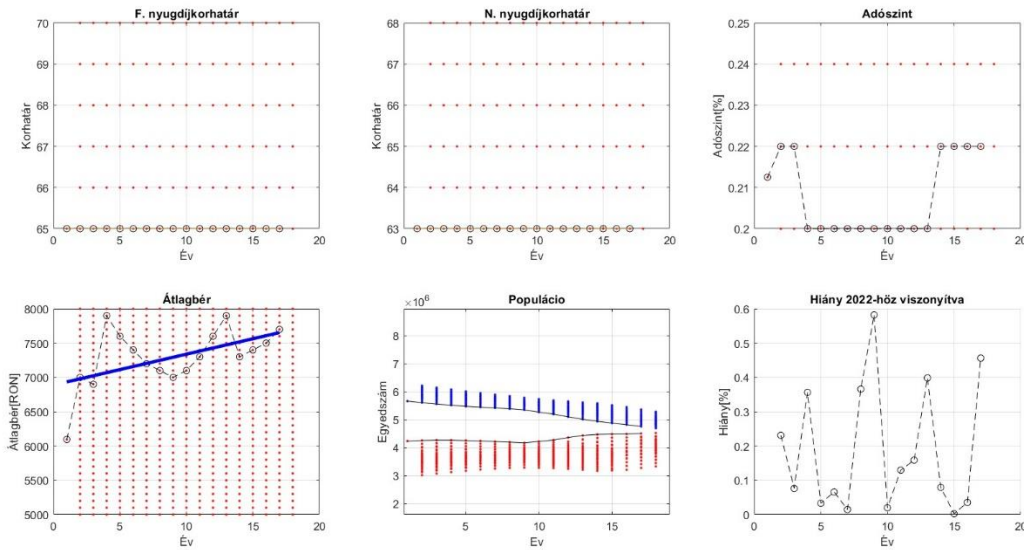 F. nyugdíjkorhatár
Korhatár
70
69
68
67
66
65
0 5 10 15 20
Év
N. nyugdíjkorhatár
Korhatár
68
67
66
65
64
63
0 5 10 15 20
Év
Adószint
Adószint[%]
0.25
0.24
0.23
0.22
0.21
0.2
0 5 10 15 20
Év
Átlagbér
Átlagbér[RON]
8000
7500
7000
6500
6000
5500
5000
0 5 10 15 20
Év
Populácio
×10⁶
Egyedszám
8
7
6
5
4
3
2
5 10 15
Ev
Hiány 2022-höz viszonyítva
Hiány[%]
0.6
0.5
0.4
0.3
0.2
0.1
0
0 5 10 15 20
Év